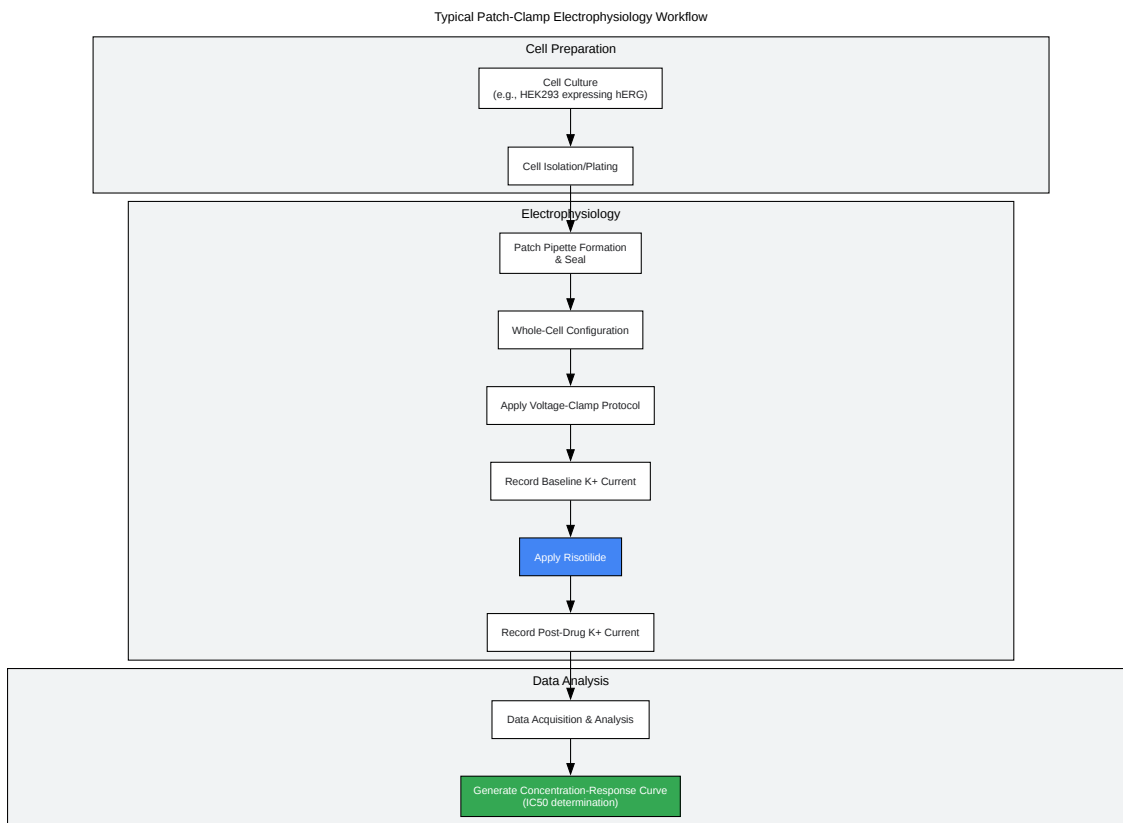 Typical Patch-Clamp Electrophysiology Workflow
Cell Preparation
Cell Culture
(e.g., HEK293 expressing hERG)
Cell Isolation/Plating
Electrophysiology
Patch Pipette Formation
& Seal
Whole-Cell Configuration
Apply Voltage-Clamp Protocol
Record Baseline K+ Current
Apply Risotilide
Record Post-Drug K+ Current
Data Analysis
Data Acquisition & Analysis
Generate Concentration-Response Curve
(IC50 determination)